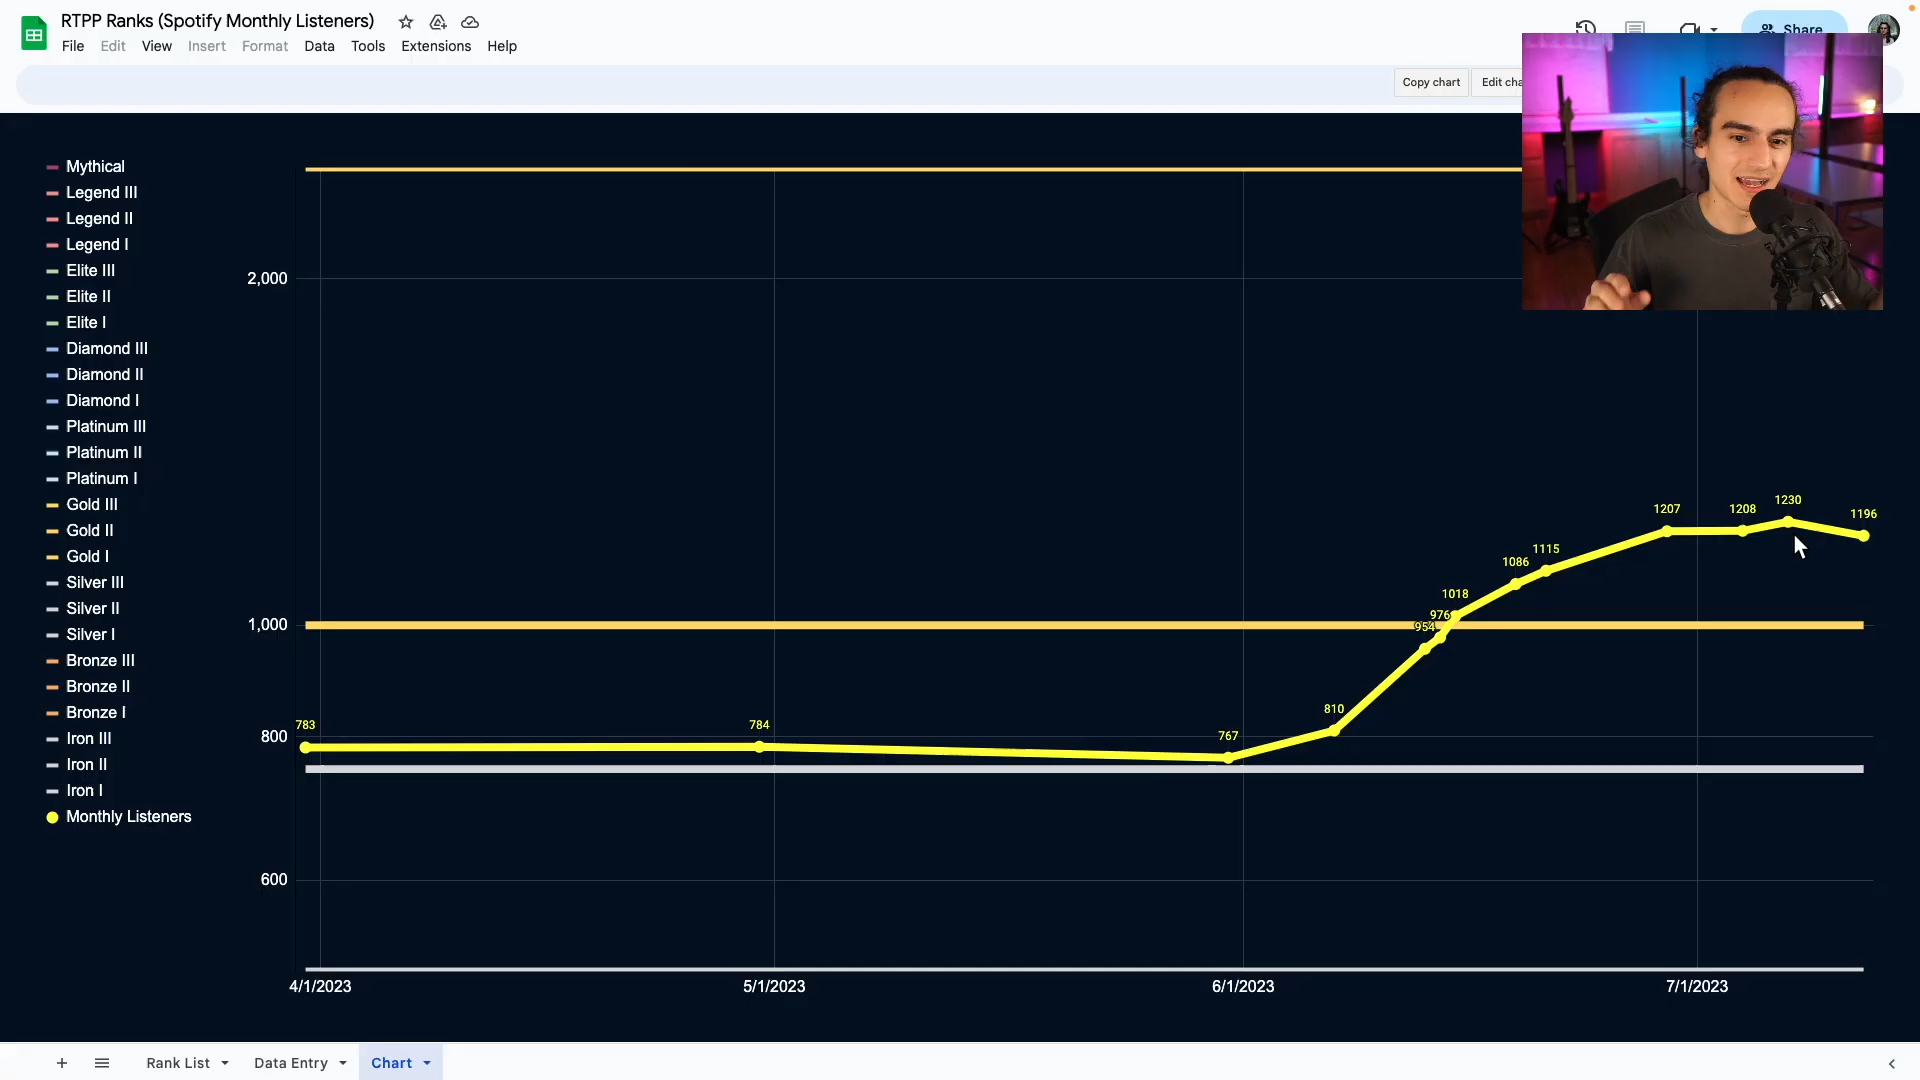 RTPP Ranks (Spotify Monthly Listeners)
File Edit View Insert Format Data Tools Extensions Help
Share
Copy chart
Edit cha
Mythical
Legend III
Legend II
Legend I
Elite III
Elite II
Elite I
Diamond III
Diamond II
Diamond I
Platinum III
Platinum II
Platinum I
Gold III
Gold II
Gold I
Silver III
Silver II
Silver I
Bronze III
Bronze II
Bronze I
Iron III
Iron II
Iron I
Monthly Listeners
2,000
1,000
800
600
783
784
767
810
954
976
1018
1086
1115
1207
1208
1230
1196
4/1/2023
5/1/2023
6/1/2023
7/1/2023
Rank List
Data Entry
Chart